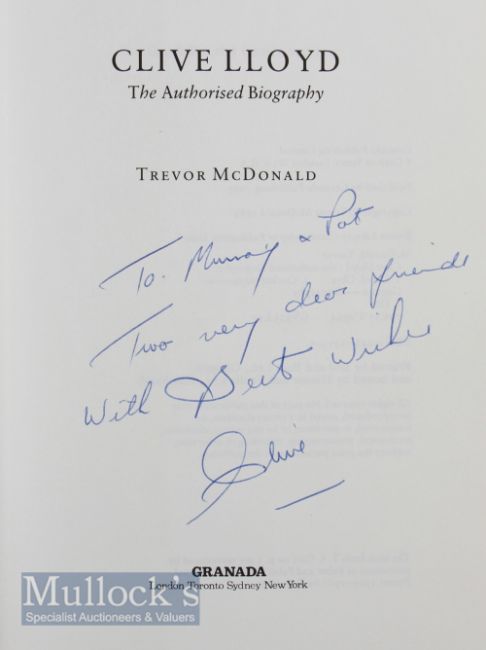 CLIVE LLOYD
The Authorised Biography
TREVOR MCDONALD
To. Murray & Pat
Two very dear friends
With Best Wishes
Clive
GRANADA
London Toronto Sydney New York
Mullock's
Specialist Auctioneers & Valuers